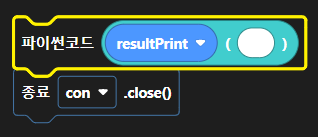 파이썬코드 resultPrint ( )
종료 con .close()